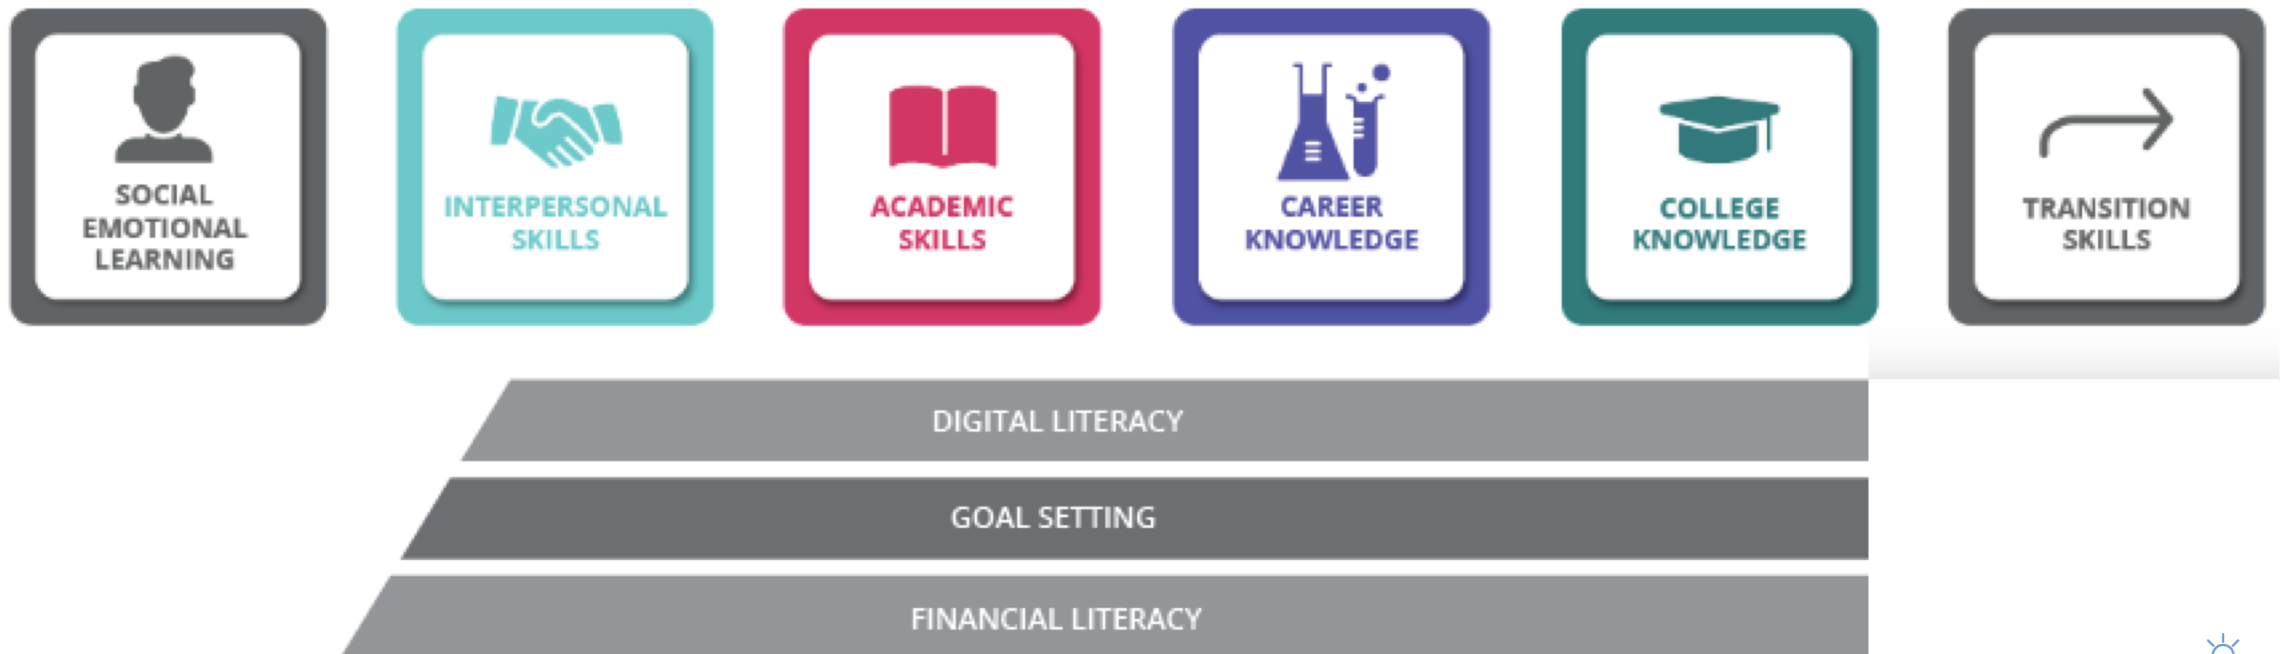 SOCIAL
EMOTIONAL
LEARNING
INTERPERSONAL
SKILLS
ACADEMIC
SKILLS
CAREER
KNOWLEDGE
COLLEGE
KNOWLEDGE
TRANSITION
SKILLS
DIGITAL LITERACY
GOAL SETTING
FINANCIAL LITERACY